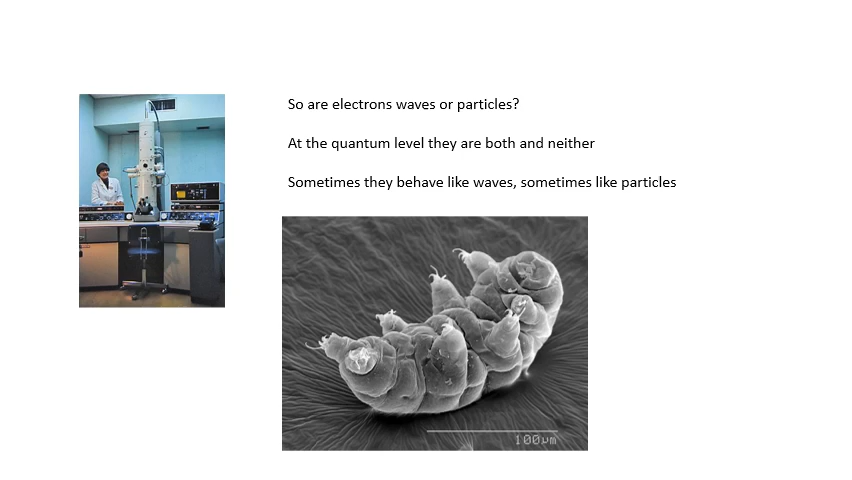 So are electrons waves or particles?
At the quantum level they are both and neither
Sometimes they behave like waves, sometimes like particles
100µm